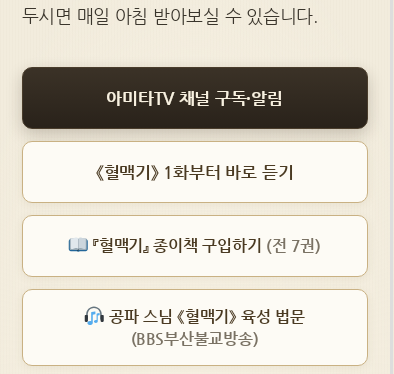 두시면 매일 아침 받아보실 수 있습니다.
아미타TV 채널 구독·알림
《혈맥기》 1화부터 바로 듣기
📖 『혈맥기』 종이책 구입하기 (전 7권)
🎧 공파 스님 《혈맥기》 육성 법문
(BBS부산불교방송)